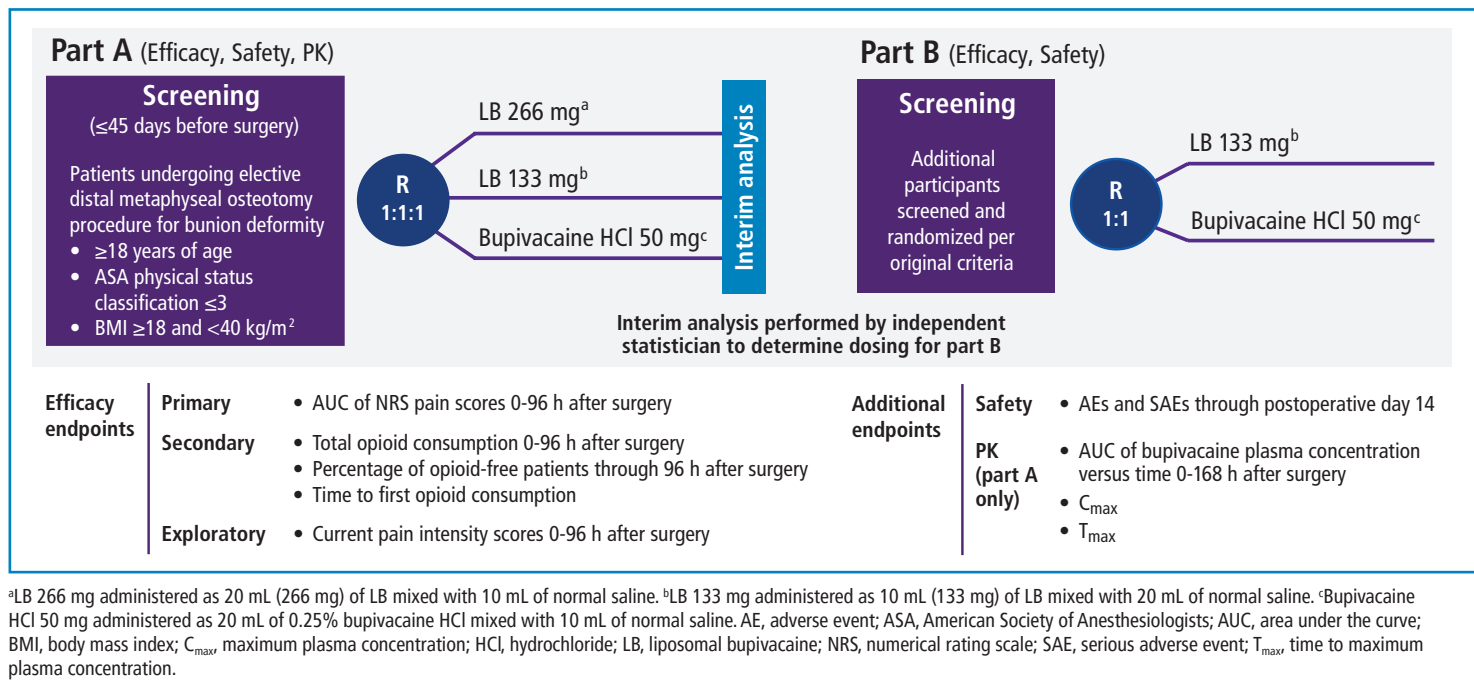 Part A (Efficacy, Safety, PK)
Screening
(≤45 days before surgery)
Patients undergoing elective
distal metaphyseal osteotomy
procedure for bunion deformity
• ≥18 years of age
• ASA physical status
classification ≤3
• BMI ≥18 and <40 kg/m²
R
1:1:1
LB 266 mgᵃ
LB 133 mgᵇ
Bupivacaine HCl 50 mgᶜ
Interim analysis
Part B (Efficacy, Safety)
Screening
Additional
participants
screened and
randomized per
original criteria
R
1:1
LB 133 mgᵇ
Bupivacaine HCl 50 mgᶜ
Interim analysis performed by independent
statistician to determine dosing for part B
Efficacy
endpoints
Primary
• AUC of NRS pain scores 0-96 h after surgery
Secondary
• Total opioid consumption 0-96 h after surgery
• Percentage of opioid-free patients through 96 h after surgery
• Time to first opioid consumption
Exploratory
• Current pain intensity scores 0-96 h after surgery
Additional
endpoints
Safety
• AEs and SAEs through postoperative day 14
PK
(part A
only)
• AUC of bupivacaine plasma concentration
versus time 0-168 h after surgery
• Cmax
• Tmax
ᵃLB 266 mg administered as 20 mL (266 mg) of LB mixed with 10 mL of normal saline. ᵇLB 133 mg administered as 10 mL (133 mg) of LB mixed with 20 mL of normal saline. ᶜBupivacaine
HCl 50 mg administered as 20 mL of 0.25% bupivacaine HCl mixed with 10 mL of normal saline. AE, adverse event; ASA, American Society of Anesthesiologists; AUC, area under the curve;
BMI, body mass index; Cmax, maximum plasma concentration; HCl, hydrochloride; LB, liposomal bupivacaine; NRS, numerical rating scale; SAE, serious adverse event; Tmax, time to maximum
plasma concentration.